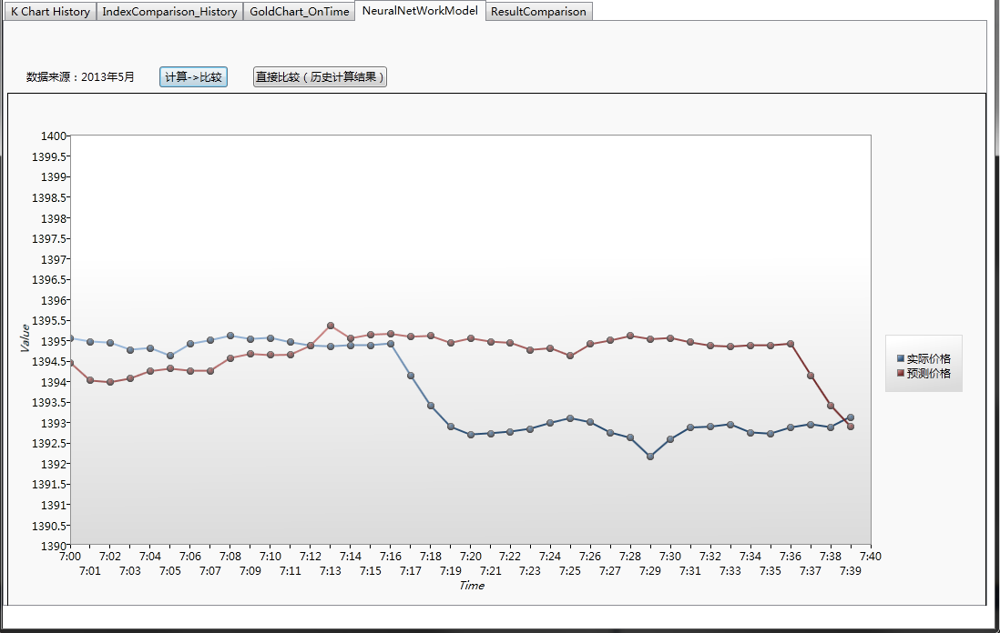 K Chart History IndexComparison_History GoldChart_OnTime NeuralNetWorkModel ResultComparison
数据来源：2013年5月 计算->比较 直接比较（历史计算结果）
1400
1399.5
1399
1398.5
1398
1397.5
1397
1396.5
1396
1395.5
1395
1394.5
1394
1393.5
1393
1392.5
1392
1391.5
1391
1390.5
1390
Value
实际价格
预测价格
7:00 7:02 7:04 7:06 7:08 7:10 7:12 7:14 7:16 7:18 7:20 7:22 7:24 7:26 7:28 7:30 7:32 7:34 7:36 7:38 7:40
7:01 7:03 7:05 7:07 7:09 7:11 7:13 7:15 7:17 7:19 7:21 7:23 7:25 7:27 7:29 7:31 7:33 7:35 7:37 7:39
Time